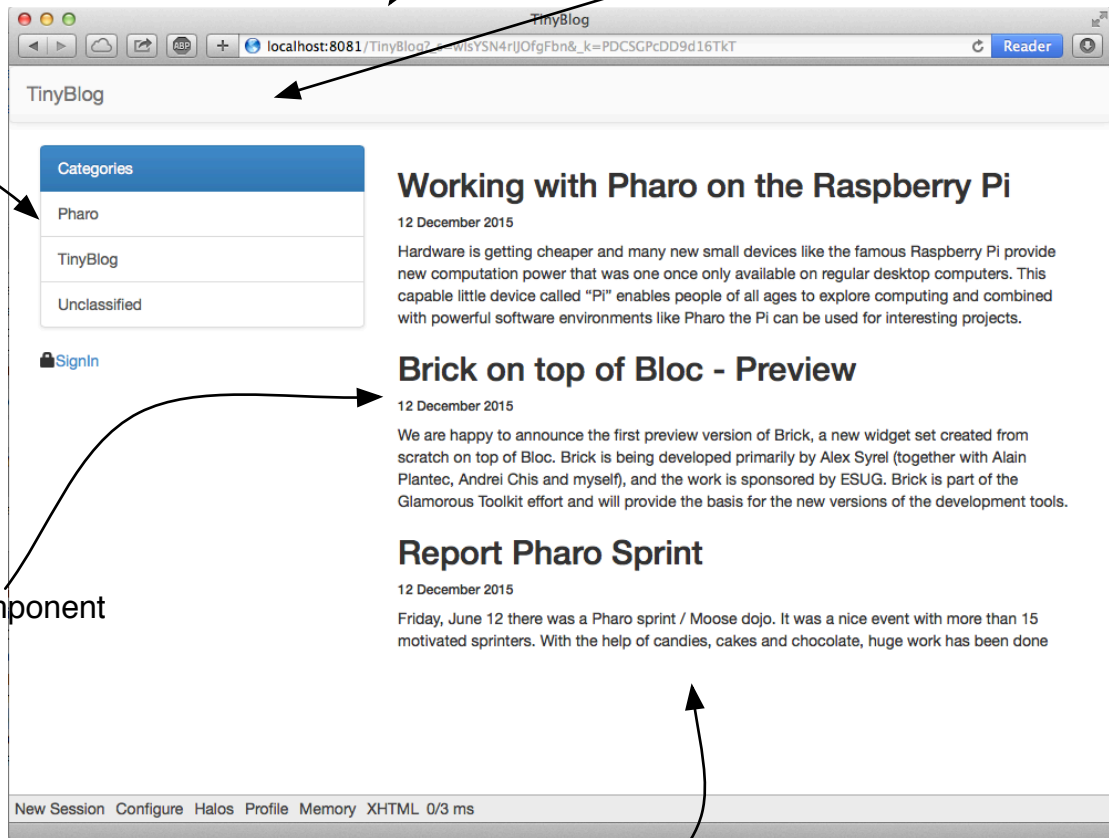 TinyBlog
ABP
+
localhost:8081/TinyBlog?_s=wlsYSN4rlJOfgFbn&_k=PDCSGPcDD9d16TkT
Reader
TinyBlog
Categories
Pharo
TinyBlog
Unclassified
SignIn
Working with Pharo on the Raspberry Pi
12 December 2015
Hardware is getting cheaper and many new small devices like the famous Raspberry Pi provide
new computation power that was one once only available on regular desktop computers. This
capable little device called “Pi” enables people of all ages to explore computing and combined
with powerful software environments like Pharo the Pi can be used for interesting projects.
Brick on top of Bloc - Preview
12 December 2015
We are happy to announce the first preview version of Brick, a new widget set created from
scratch on top of Bloc. Brick is being developed primarily by Alex Syrel (together with Alain
Plantec, Andrei Chis and myself), and the work is sponsored by ESUG. Brick is part of the
Glamorous Toolkit effort and will provide the basis for the new versions of the development tools.
Report Pharo Sprint
12 December 2015
Friday, June 12 there was a Pharo sprint / Moose dojo. It was a nice event with more than 15
motivated sprinters. With the help of candies, cakes and chocolate, huge work has been done
ponent
New Session Configure Halos Profile Memory XHTML 0/3 ms